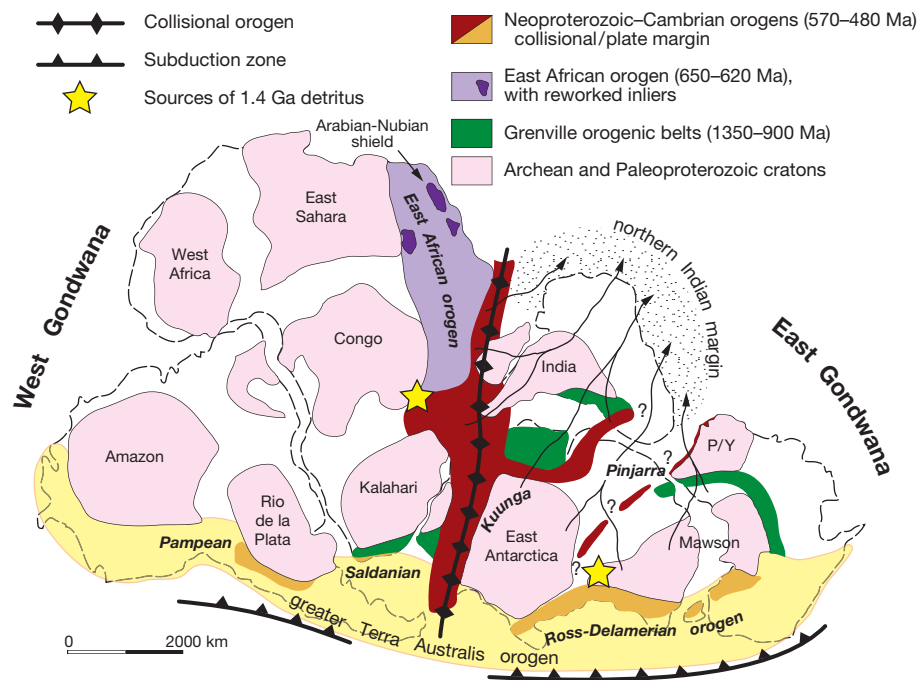 Collisional orogen
Subduction zone
Sources of 1.4 Ga detritus
Neoproterozoic–Cambrian orogens (570–480 Ma)
collisional/plate margin
East African orogen (650–620 Ma),
with reworked inliers
Grenville orogenic belts (1350–900 Ma)
Archean and Paleoproterozoic cratons
Arabian-Nubian
shield
East
Sahara
West
Africa
East African orogen
northern Indian margin
West Gondwana
East Gondwana
Congo
India
?
Amazon
Rio
de la
Plata
Kalahari
Kuunga
East
Antarctica
Pinjarra
?
P/Y
?
?
Mawson
Pampean
Saldanian
Ross-Delamerian orogen
greater Terra Australis orogen
0 2000 km